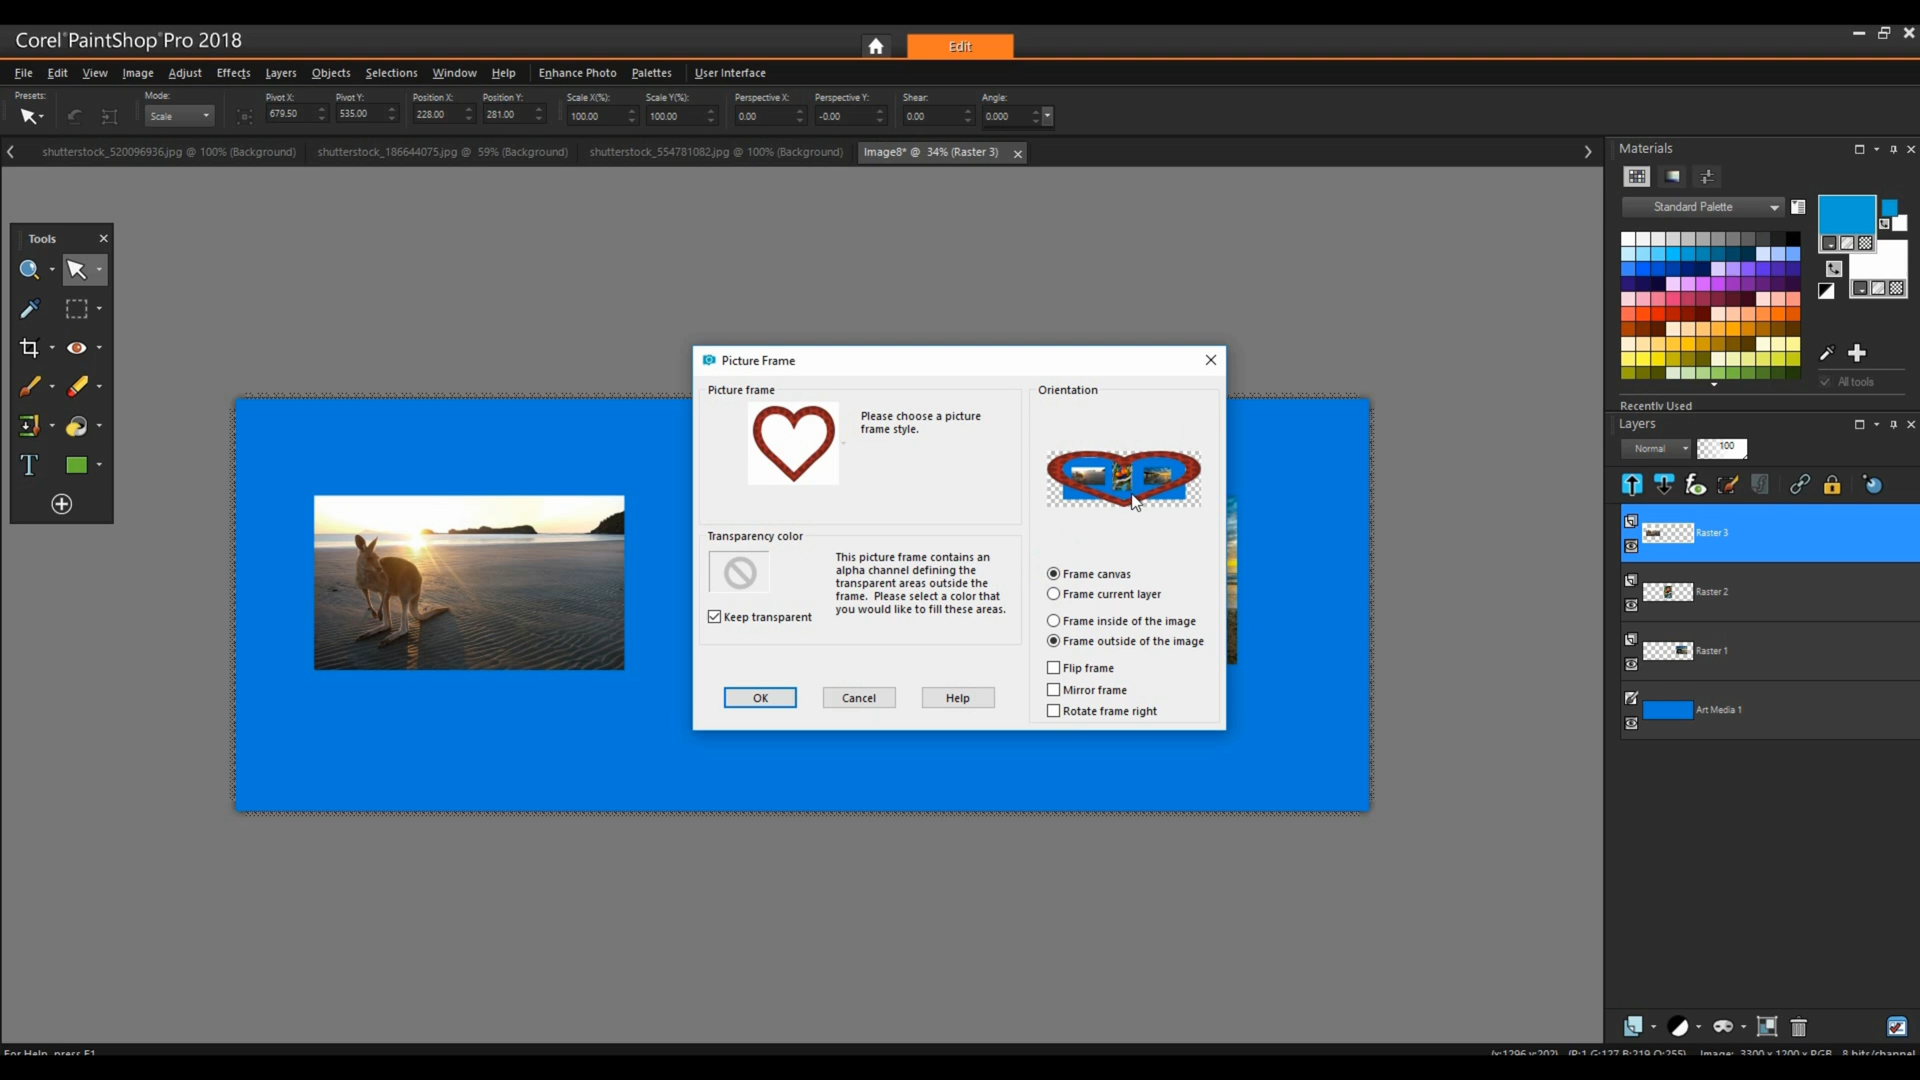 Corel PaintShop Pro 2018
Edit
File Edit View Image Adjust Effects Layers Objects Selections Window Help Enhance Photo Palettes User Interface
Presets: Mode: Pivot X: Pivot Y: Position X: Position Y: Scale X(%): Scale Y(%): Perspective X: Perspective Y: Shear: Angle:
Scale 679.50 535.00 228.00 281.00 100.00 100.00 0.00 -0.00 0.00 0.000
shutterstock_520096936.jpg @ 100% (Background) shutterstock_186644075.jpg @ 59% (Background) shutterstock_554781082.jpg @ 100% (Background) Image8* @ 34% (Raster 3)
Materials
Standard Palette
All tools
Recently Used
Tools
T
Picture Frame
Picture frame
Please choose a picture
frame style.
Transparency color
This picture frame contains an
alpha channel defining the
transparent areas outside the
frame. Please select a color that
you would like to fill these areas.
Keep transparent
OK Cancel Help
Orientation
Frame canvas
Frame current layer
Frame inside of the image
Frame outside of the image
Flip frame
Mirror frame
Rotate frame right
Layers
Normal 100
Raster 3
Raster 2
Raster 1
Art Media 1
For Help, press F1
(x:1296 y:202) (R:1 G:127 B:219 O:255) Image: 3300 x 1200 x RGB - 8 bits/channel